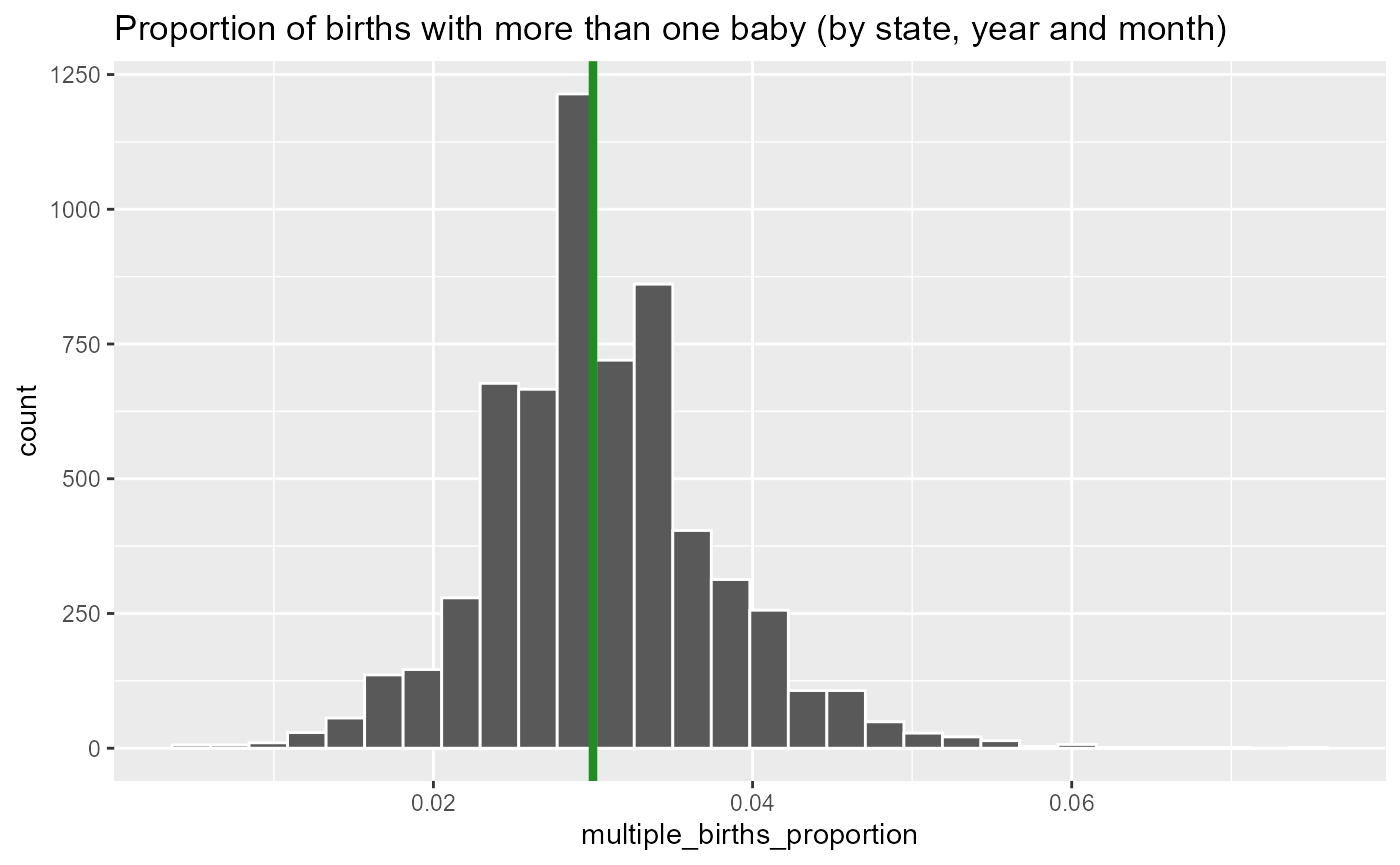 Proportion of births with more than one baby (by state, year and month)
1250
1000
750
500
250
0
count
0.02 0.04 0.06
multiple_births_proportion